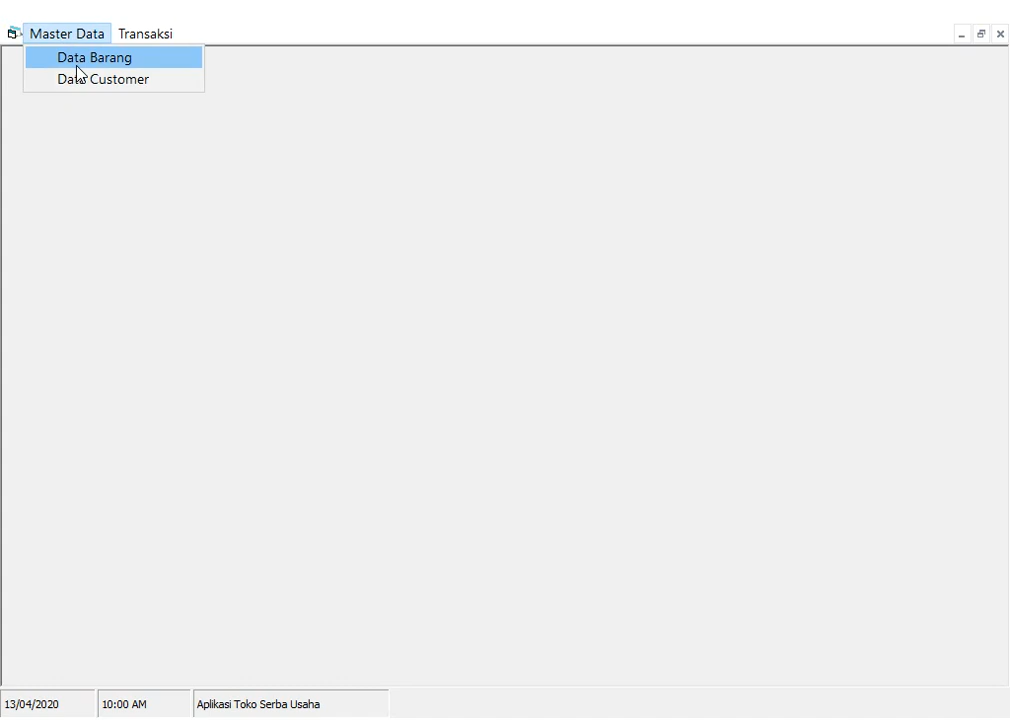 Master Data Transaksi
Data Barang
Data Customer
13/04/2020 10:00 AM Aplikasi Toko Serba Usaha